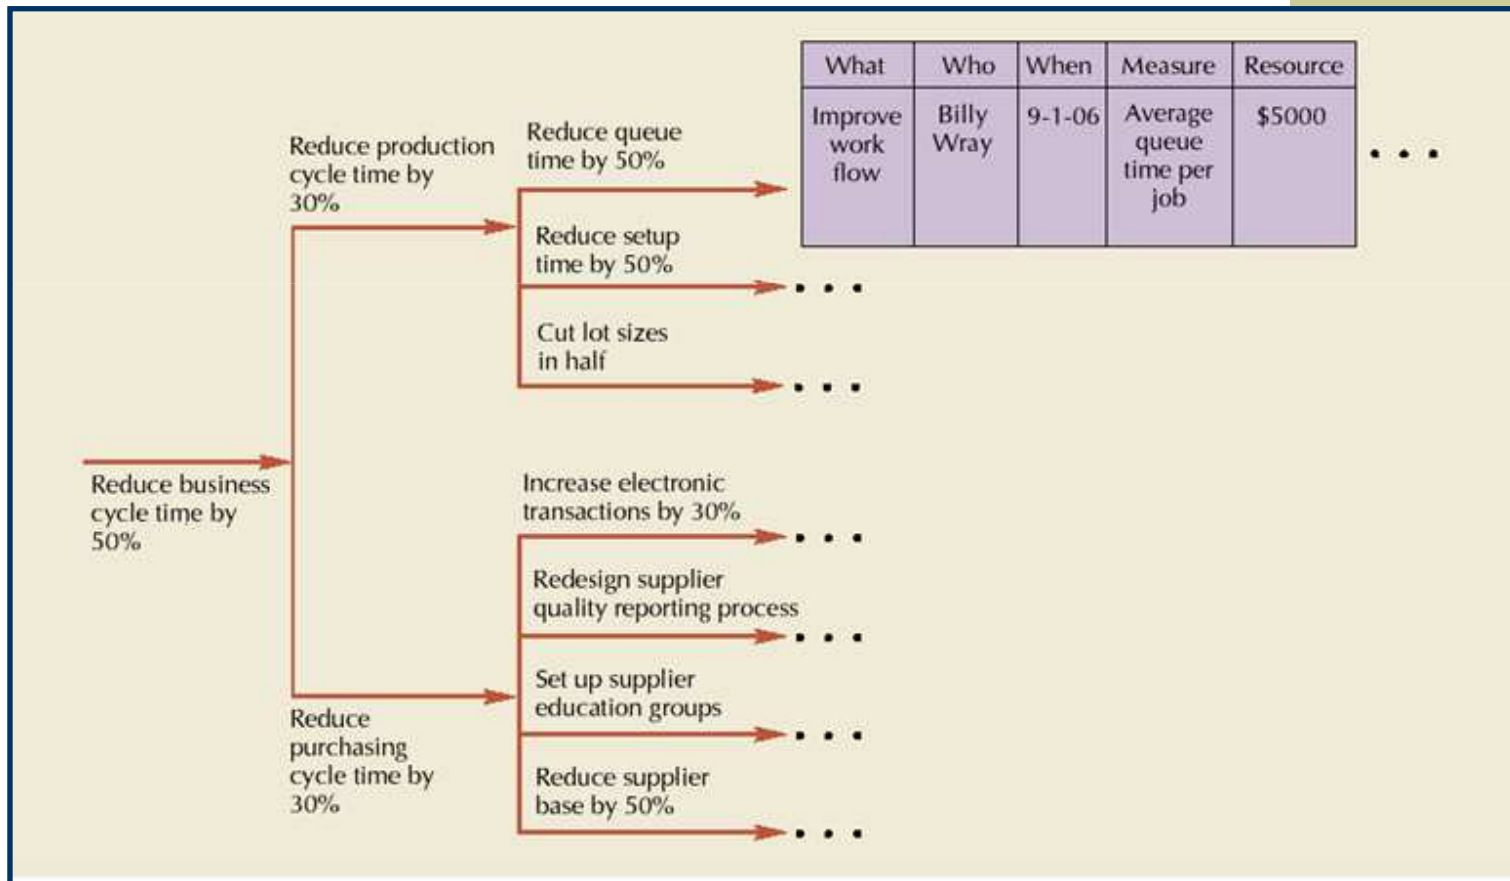 What Who When Measure Resource
Improve
work
flow
Billy
Wray
9-1-06
Average
queue
time per
job
$5000
• • •
Reduce production
cycle time by
30%
Reduce queue
time by 50%
Reduce setup
time by 50%
• • •
Cut lot sizes
in half
• • •
Reduce business
cycle time by
50%
Increase electronic
transactions by 30%
• • •
Redesign supplier
quality reporting process
• • •
Set up supplier
education groups
• • •
Reduce
purchasing
cycle time by
30%
Reduce supplier
base by 50%
• • •